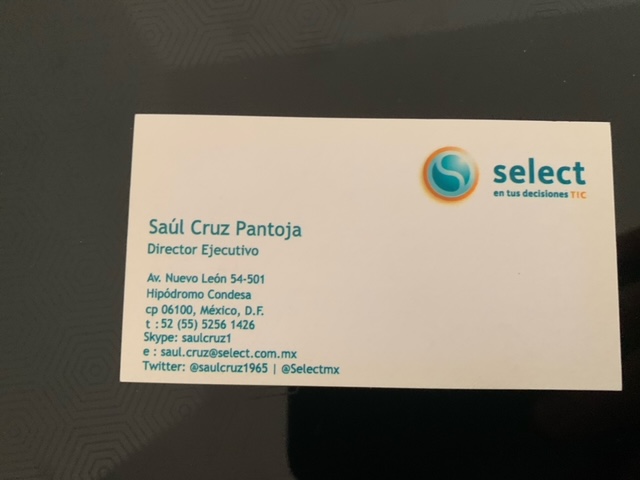 select
en tus decisiones TIC
Saúl Cruz Pantoja
Director Ejecutivo
Av. Nuevo León 54-501
Hipódromo Condesa
cp 06100, México, D.F.
t : 52 (55) 5256 1426
Skype: saulcruz1
e : saul.cruz@select.com.mx
Twitter: @saulcruz1965 | @Selectmx